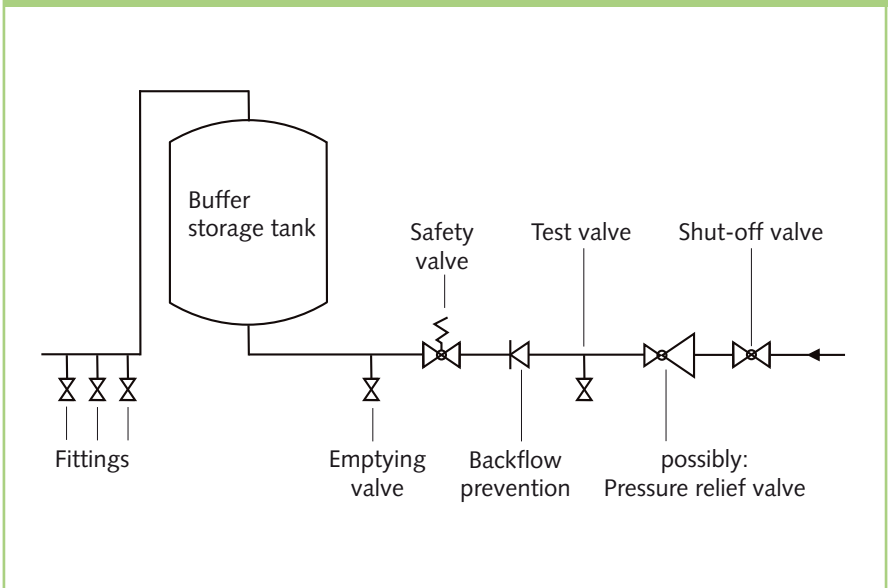 Buffer
storage tank
Safety
valve
Test valve
Shut-off valve
Fittings
Emptying
valve
Backflow
prevention
possibly:
Pressure relief valve